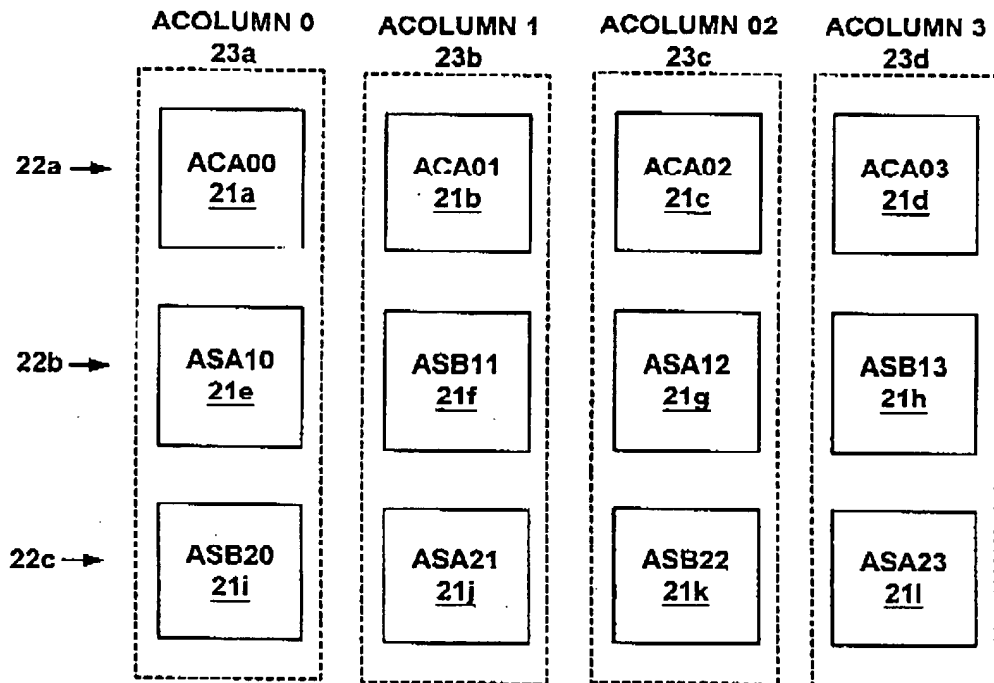 ACOLUMN 0 ACOLUMN 1 ACOLUMN 02 ACOLUMN 3
23a 23b 23c 23d
22a ACA00 ACA01 ACA02 ACA03
21a 21b 21c 21d
22b ASA10 ASB11 ASA12 ASB13
21e 21f 21g 21h
22c ASB20 ASA21 ASB22 ASA23
21i 21j 21k 21l